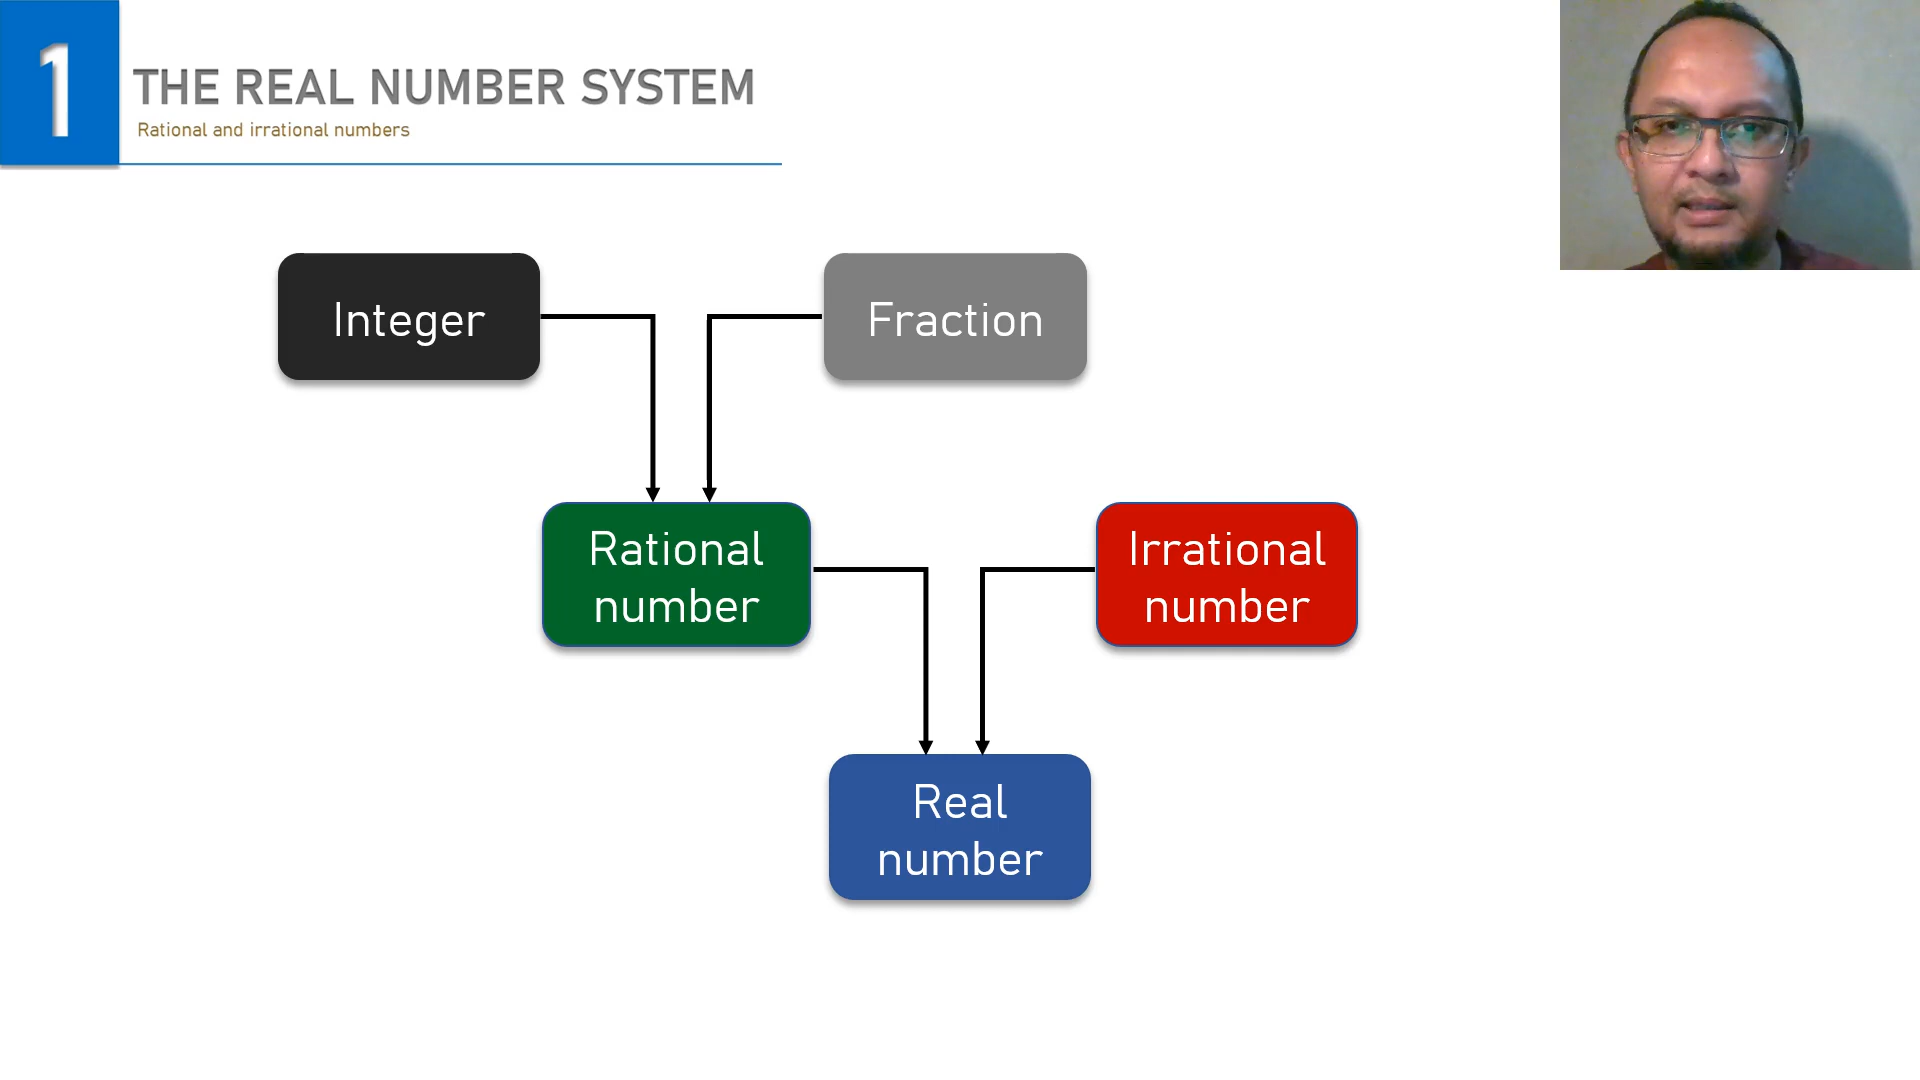 1
THE REAL NUMBER SYSTEM
Rational and irrational numbers
Integer
Fraction
Rational
number
Irrational
number
Real
number